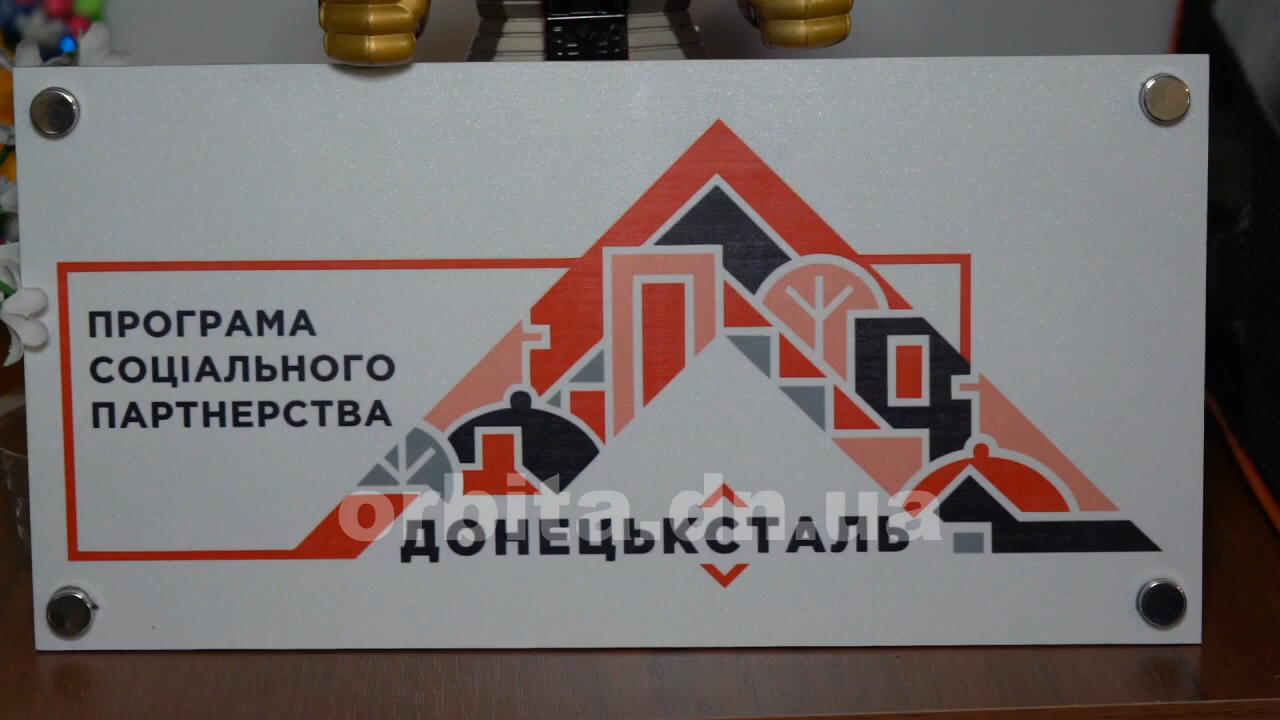 ПРОГРАМА
СОЦІАЛЬНОГО
ПАРТНЕРСТВА
orbita.dn.ua
ДОНЕЦЬКСТАЛЬ